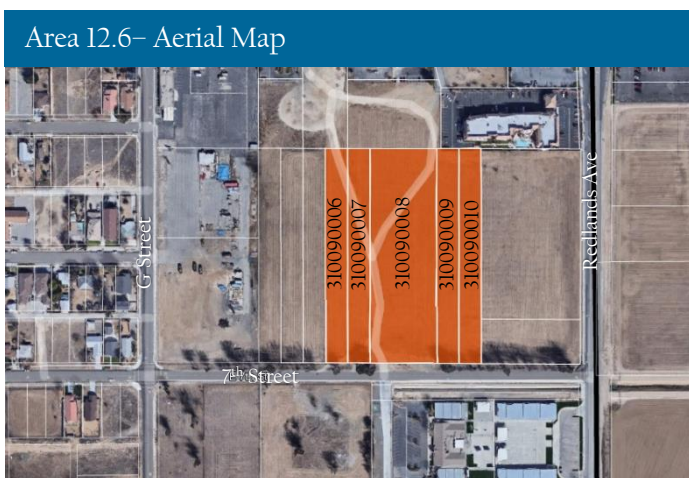 Area 12.6– Aerial Map
G Street
310090006
310090007
310090008
310090009
310090010
Redlands Ave
7th Street